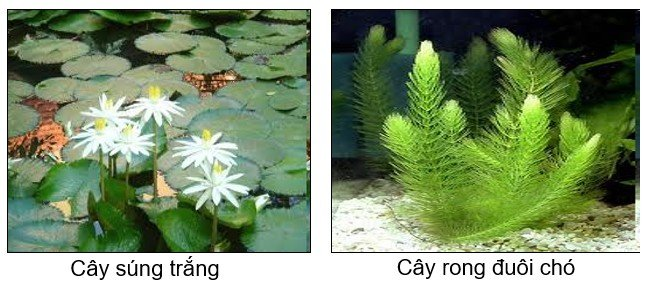 Cây súng trắng
Cây rong đuôi chó